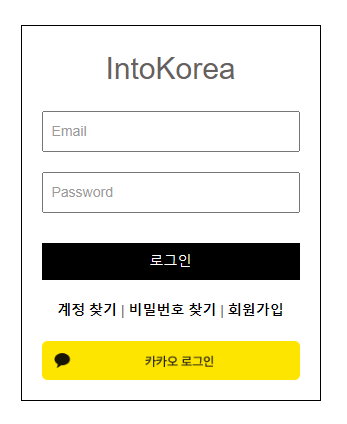 IntoKorea
Email
Password
로그인
계정 찾기 | 비밀번호 찾기 | 회원가입
카카오 로그인